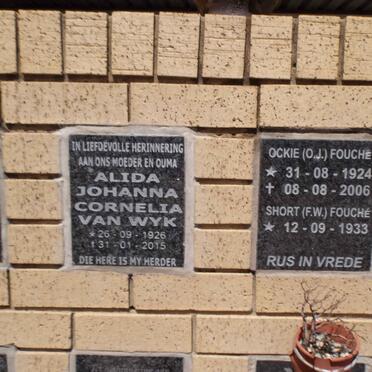 IN LIEFDEVOLLE HERINNERING
AAN ONS MOEDER EN OUMA
ALIDA
JOHANNA
CORNELIA
VAN WYK
★26 - 09 - 1926
✝31 - 01 - 2015
DIE HERE IS MY HERDER
OCKIE (O.J.) FOUCHÉ
★ 31 - 08 - 1924
✝ 08 - 08 - 2006
SHORT (F.W.) FOUCHÉ
★ 12 - 09 - 1933
RUS IN VREDE